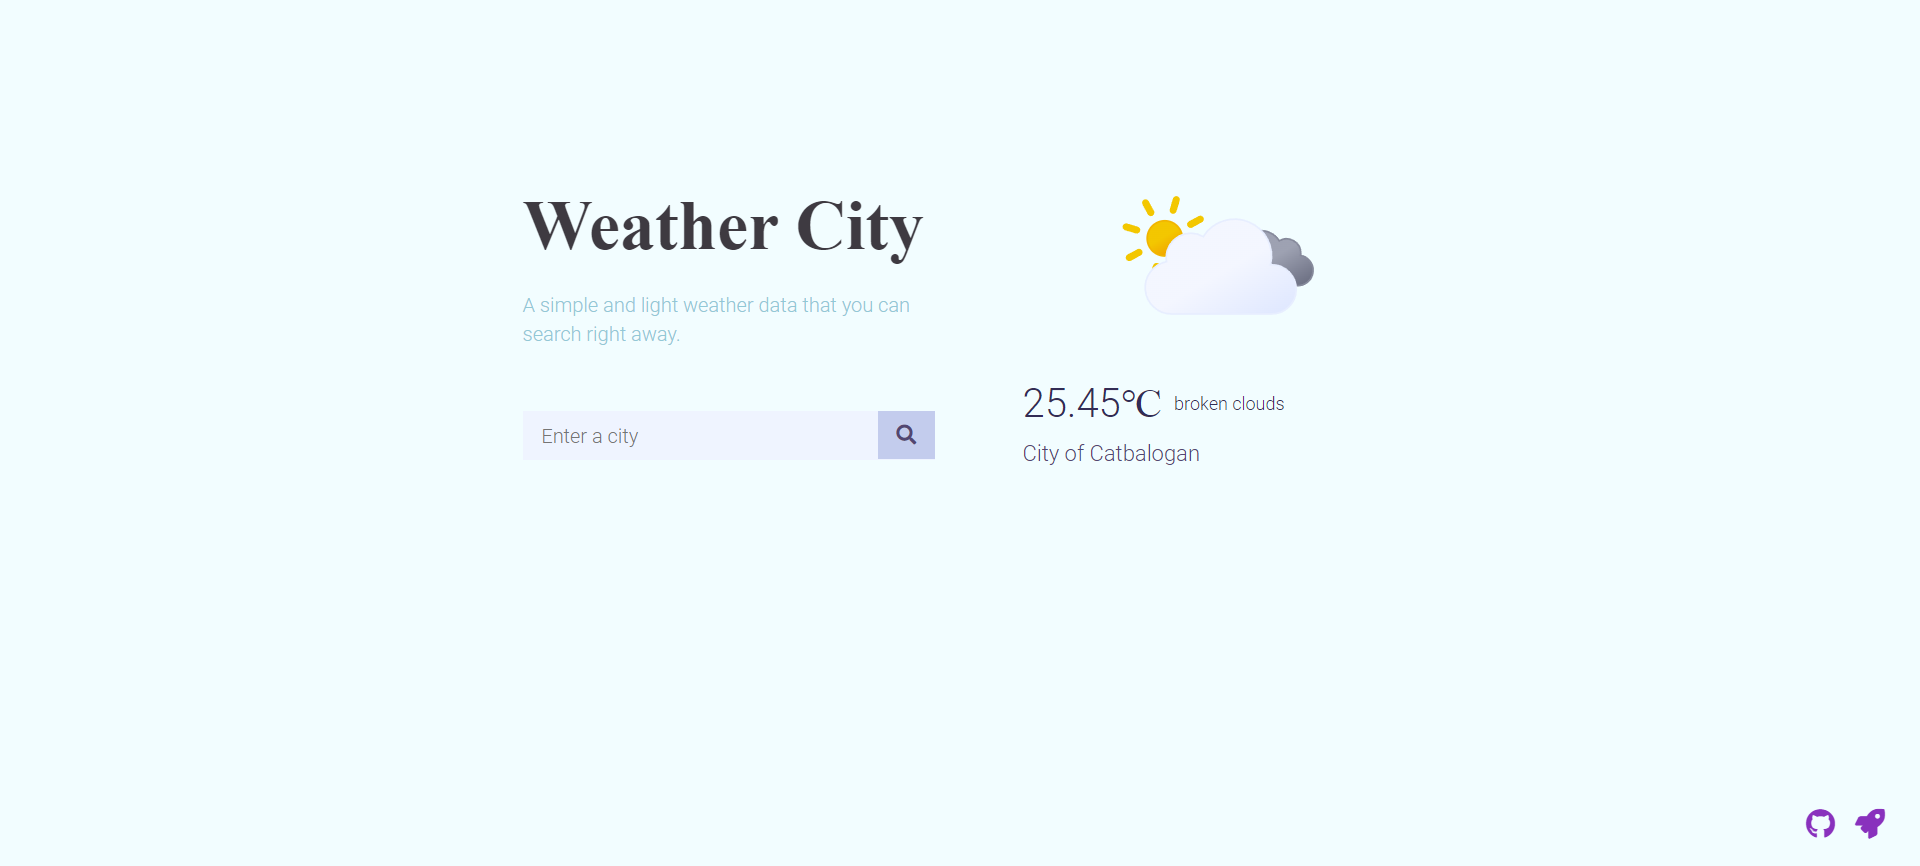 Weather City
A simple and light weather data that you can
search right away.
Enter a city
25.45℃ broken clouds
City of Catbalogan